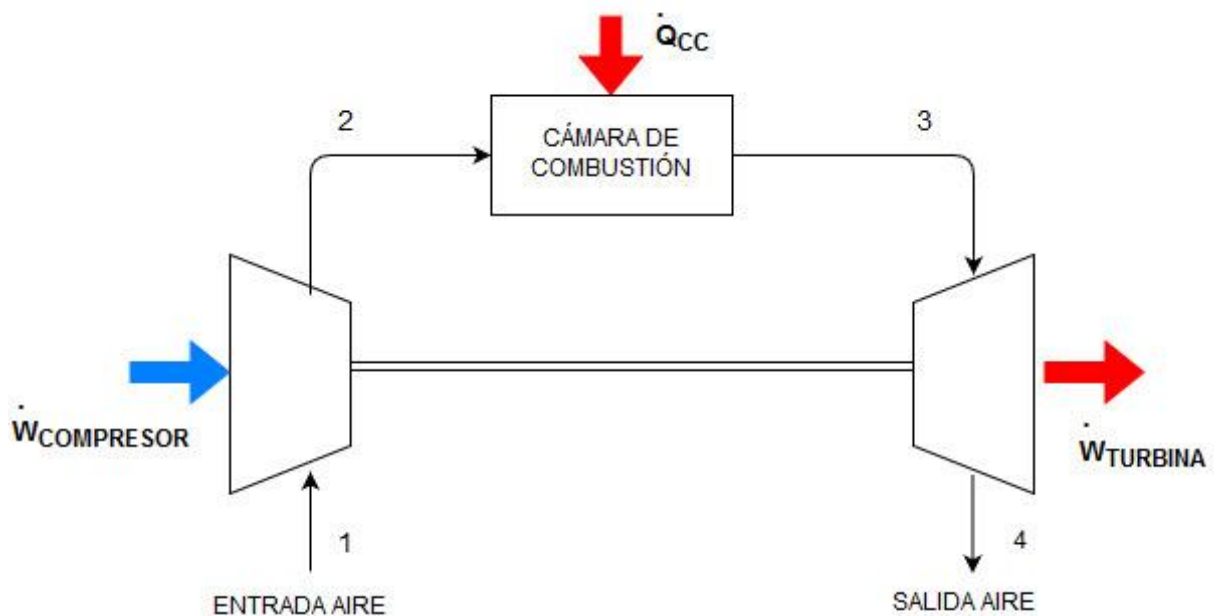 Q̇CC
2
CÁMARA DE
COMBUSTIÓN
3
ẆCOMPRESOR
ẆTURBINA
1
4
ENTRADA AIRE
SALIDA AIRE